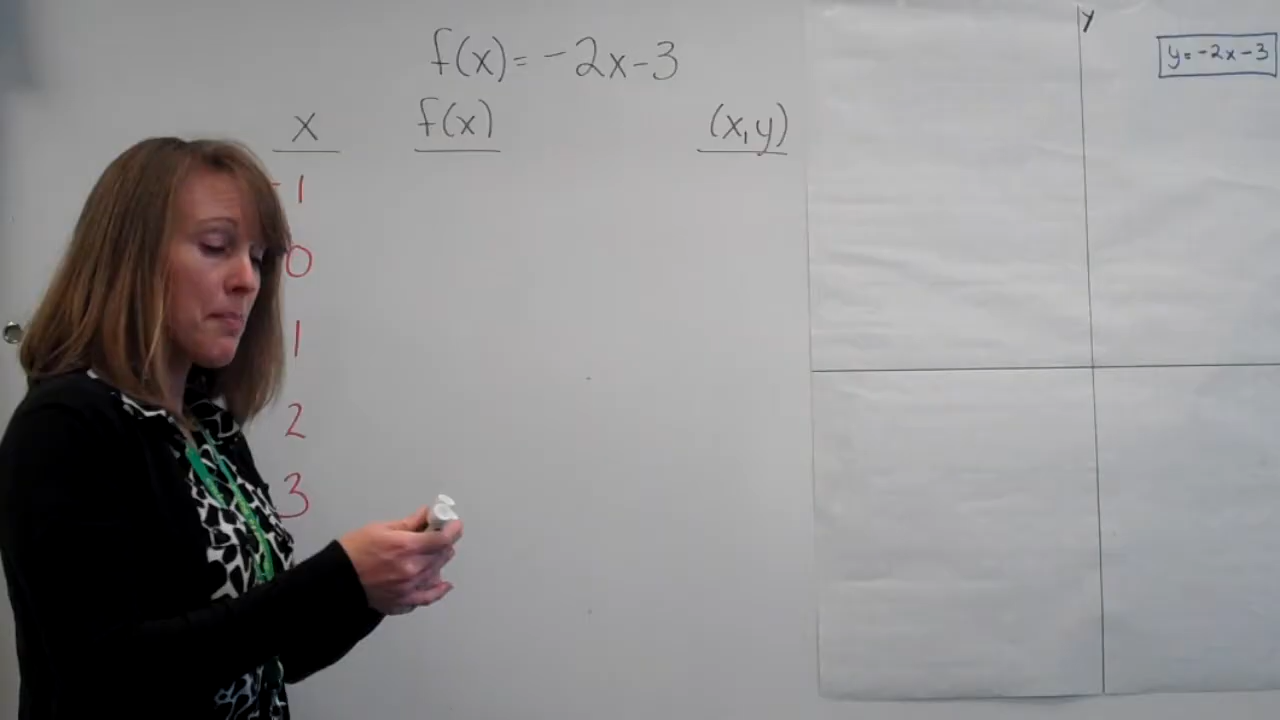 f(x) = -2x-3
x f(x) (x,y)
-1
0
1
2
3
y
y=-2x-3